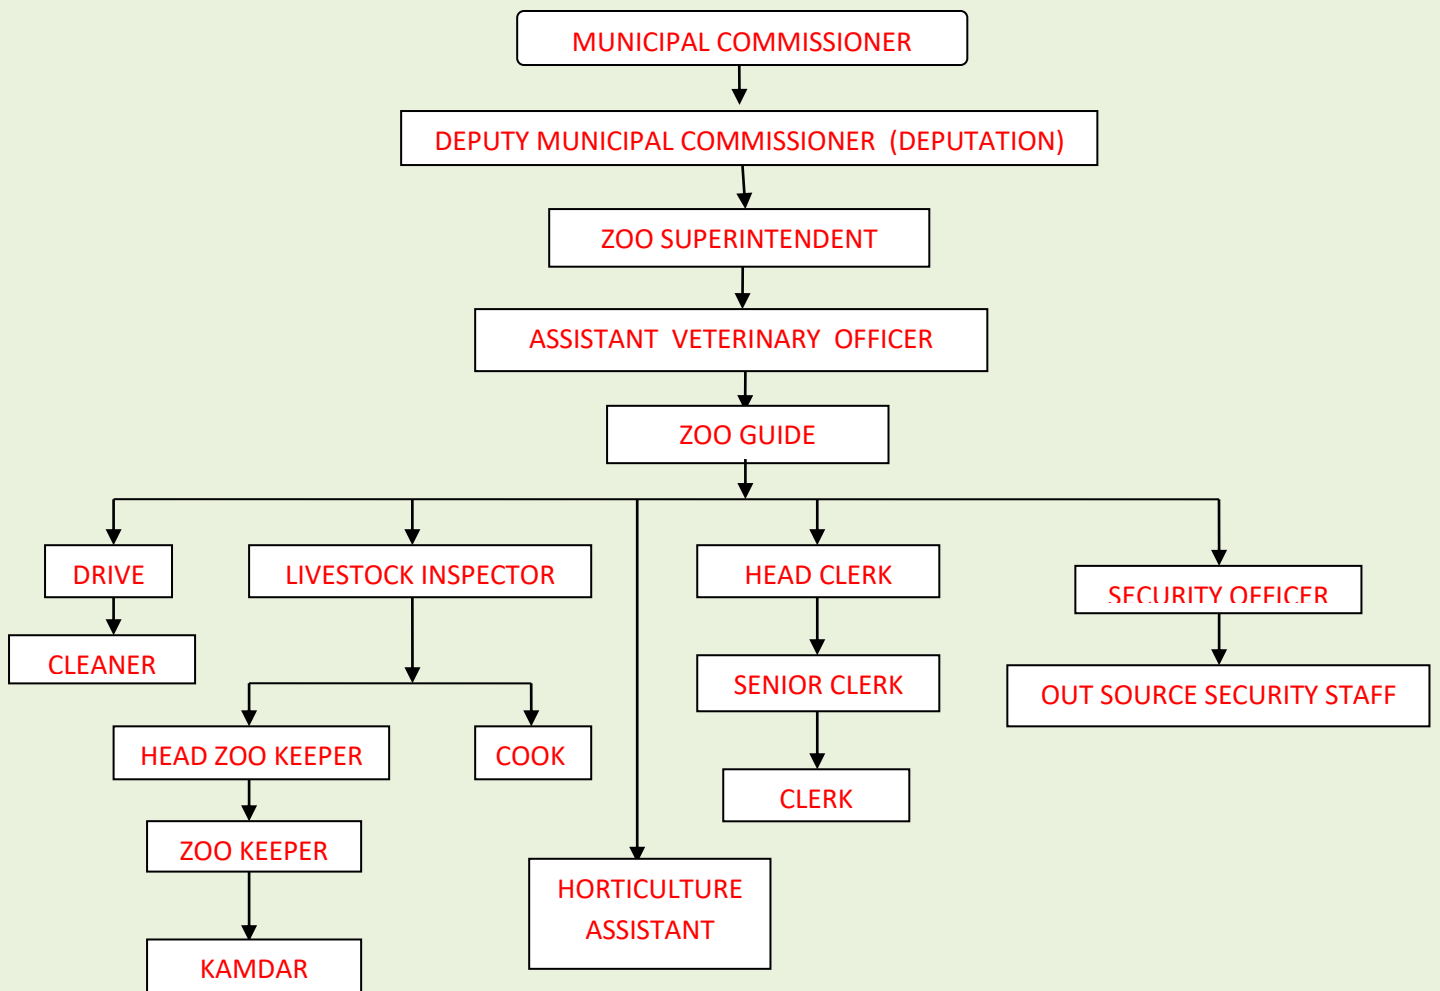 MUNICIPAL COMMISSIONER
DEPUTY MUNICIPAL COMMISSIONER (DEPUTATION)
ZOO SUPERINTENDENT
ASSISTANT VETERINARY OFFICER
ZOO GUIDE
DRIVE
LIVESTOCK INSPECTOR
HEAD CLERK
SECURITY OFFICER
CLEANER
SENIOR CLERK
OUT SOURCE SECURITY STAFF
HEAD ZOO KEEPER
COOK
CLERK
ZOO KEEPER
HORTICULTURE
ASSISTANT
KAMDAR